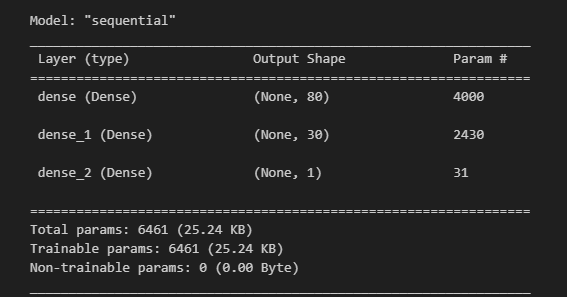 Model: "sequential"
_________________________________________________________________
Layer (type) Output Shape Param #
=================================================================
dense (Dense) (None, 80) 4000
dense_1 (Dense) (None, 30) 2430
dense_2 (Dense) (None, 1) 31
=================================================================
Total params: 6461 (25.24 KB)
Trainable params: 6461 (25.24 KB)
Non-trainable params: 0 (0.00 Byte)
_________________________________________________________________